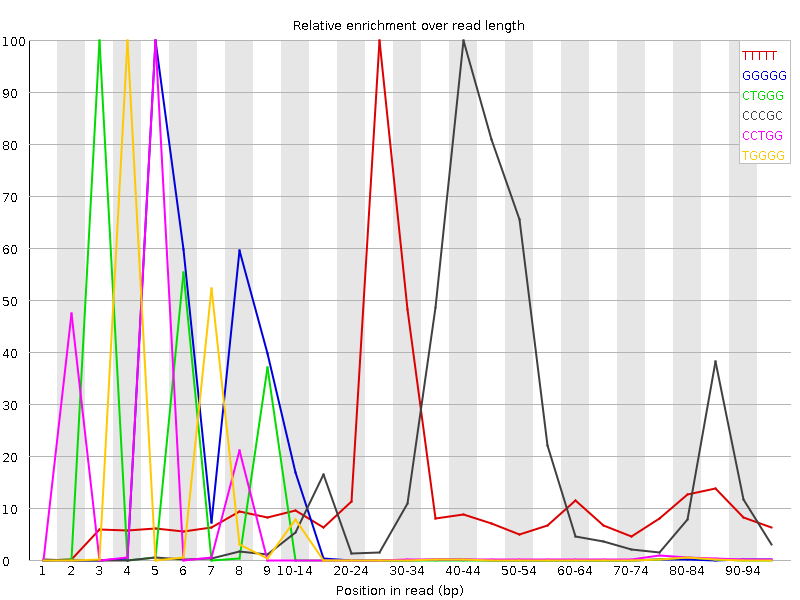 Relative enrichment over read length
100
90
80
70
60
50
40
30
20
10
0
TTTTT
GGGGG
CTGGG
CCCGC
CCTGG
TGGGG
1 2 3 4 5 6 7 8 9 10-14 20-24 30-34 40-44 50-54 60-64 70-74 80-84 90-94
Position in read (bp)